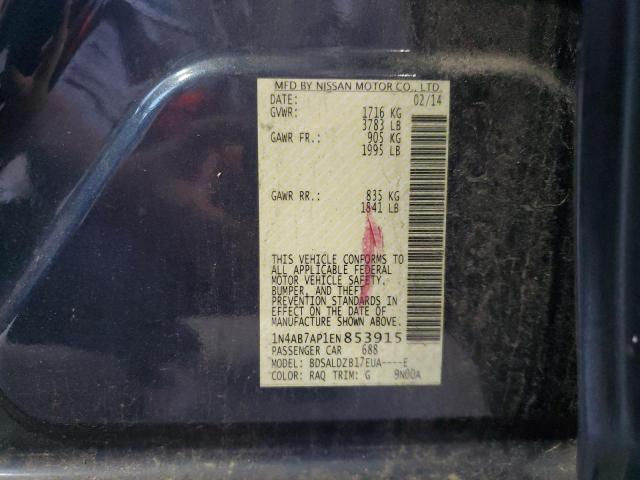 MFD BY NISSAN MOTOR CO., LTD.
DATE: 02/14
GVWR: 1716 KG
3783 LB
GAWR FR.: 905 KG
1995 LB
GAWR RR.: 835 KG
1841 LB
THIS VEHICLE CONFORMS TO
ALL APPLICABLE FEDERAL
MOTOR VEHICLE SAFETY,
BUMPER, AND THEFT
PREVENTION STANDARDS IN
EFFECT ON THE DATE OF
MANUFACTURE SHOWN ABOVE.
1N4AB7AP1EN853915
PASSENGER CAR 688
MODEL: BDSALDZB17EUA----E
COLOR: RAQ TRIM: G 9N00A